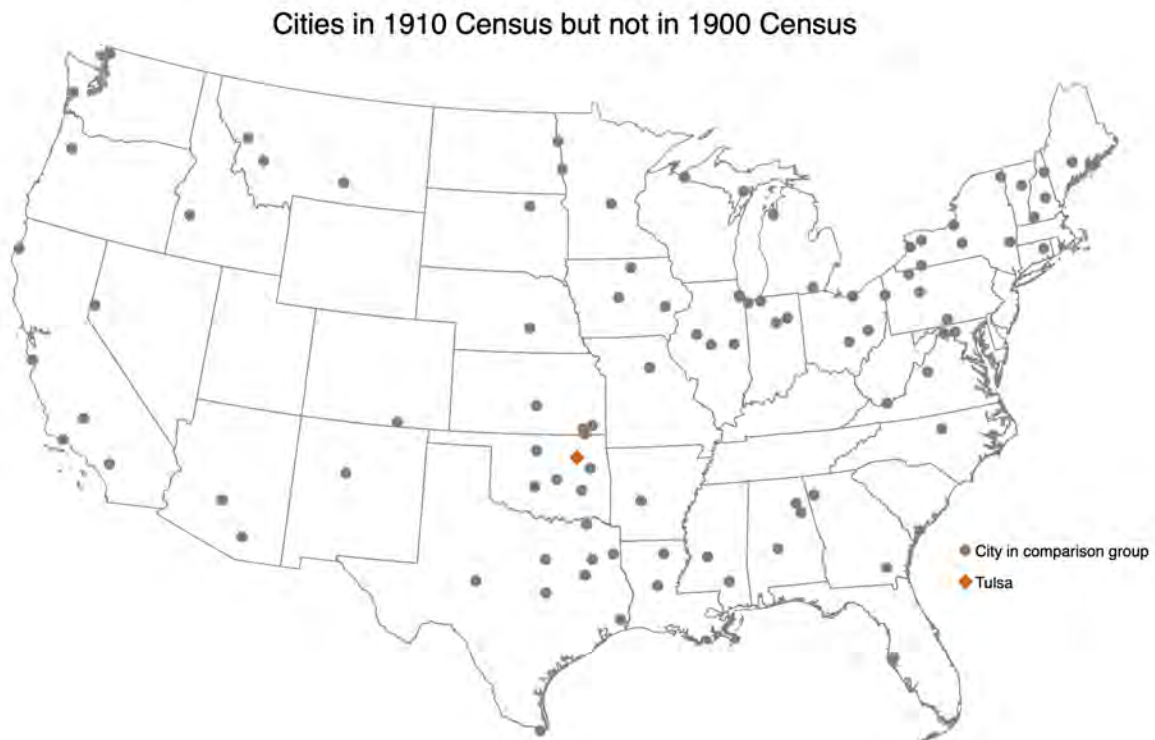 Cities in 1910 Census but not in 1900 Census
City in comparison group
Tulsa